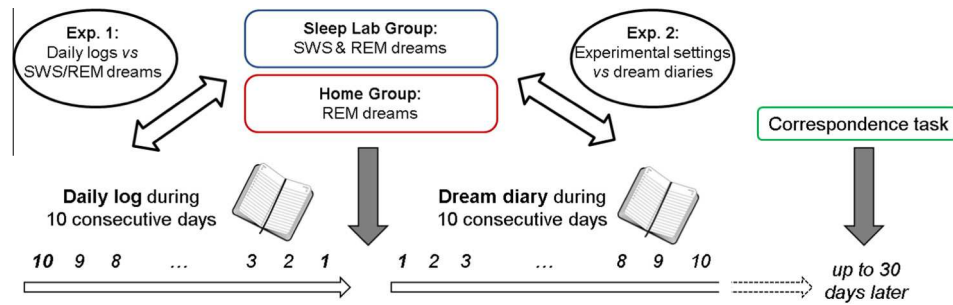 Exp. 1:
Daily logs vs
SWS/REM dreams
Sleep Lab Group:
SWS & REM dreams
Home Group:
REM dreams
Exp. 2:
Experimental settings
vs dream diaries
Correspondence task
Daily log during
10 consecutive days
Dream diary during
10 consecutive days
10 9 8 ... 3 2 1
1 2 3 ... 8 9 10
up to 30
days later